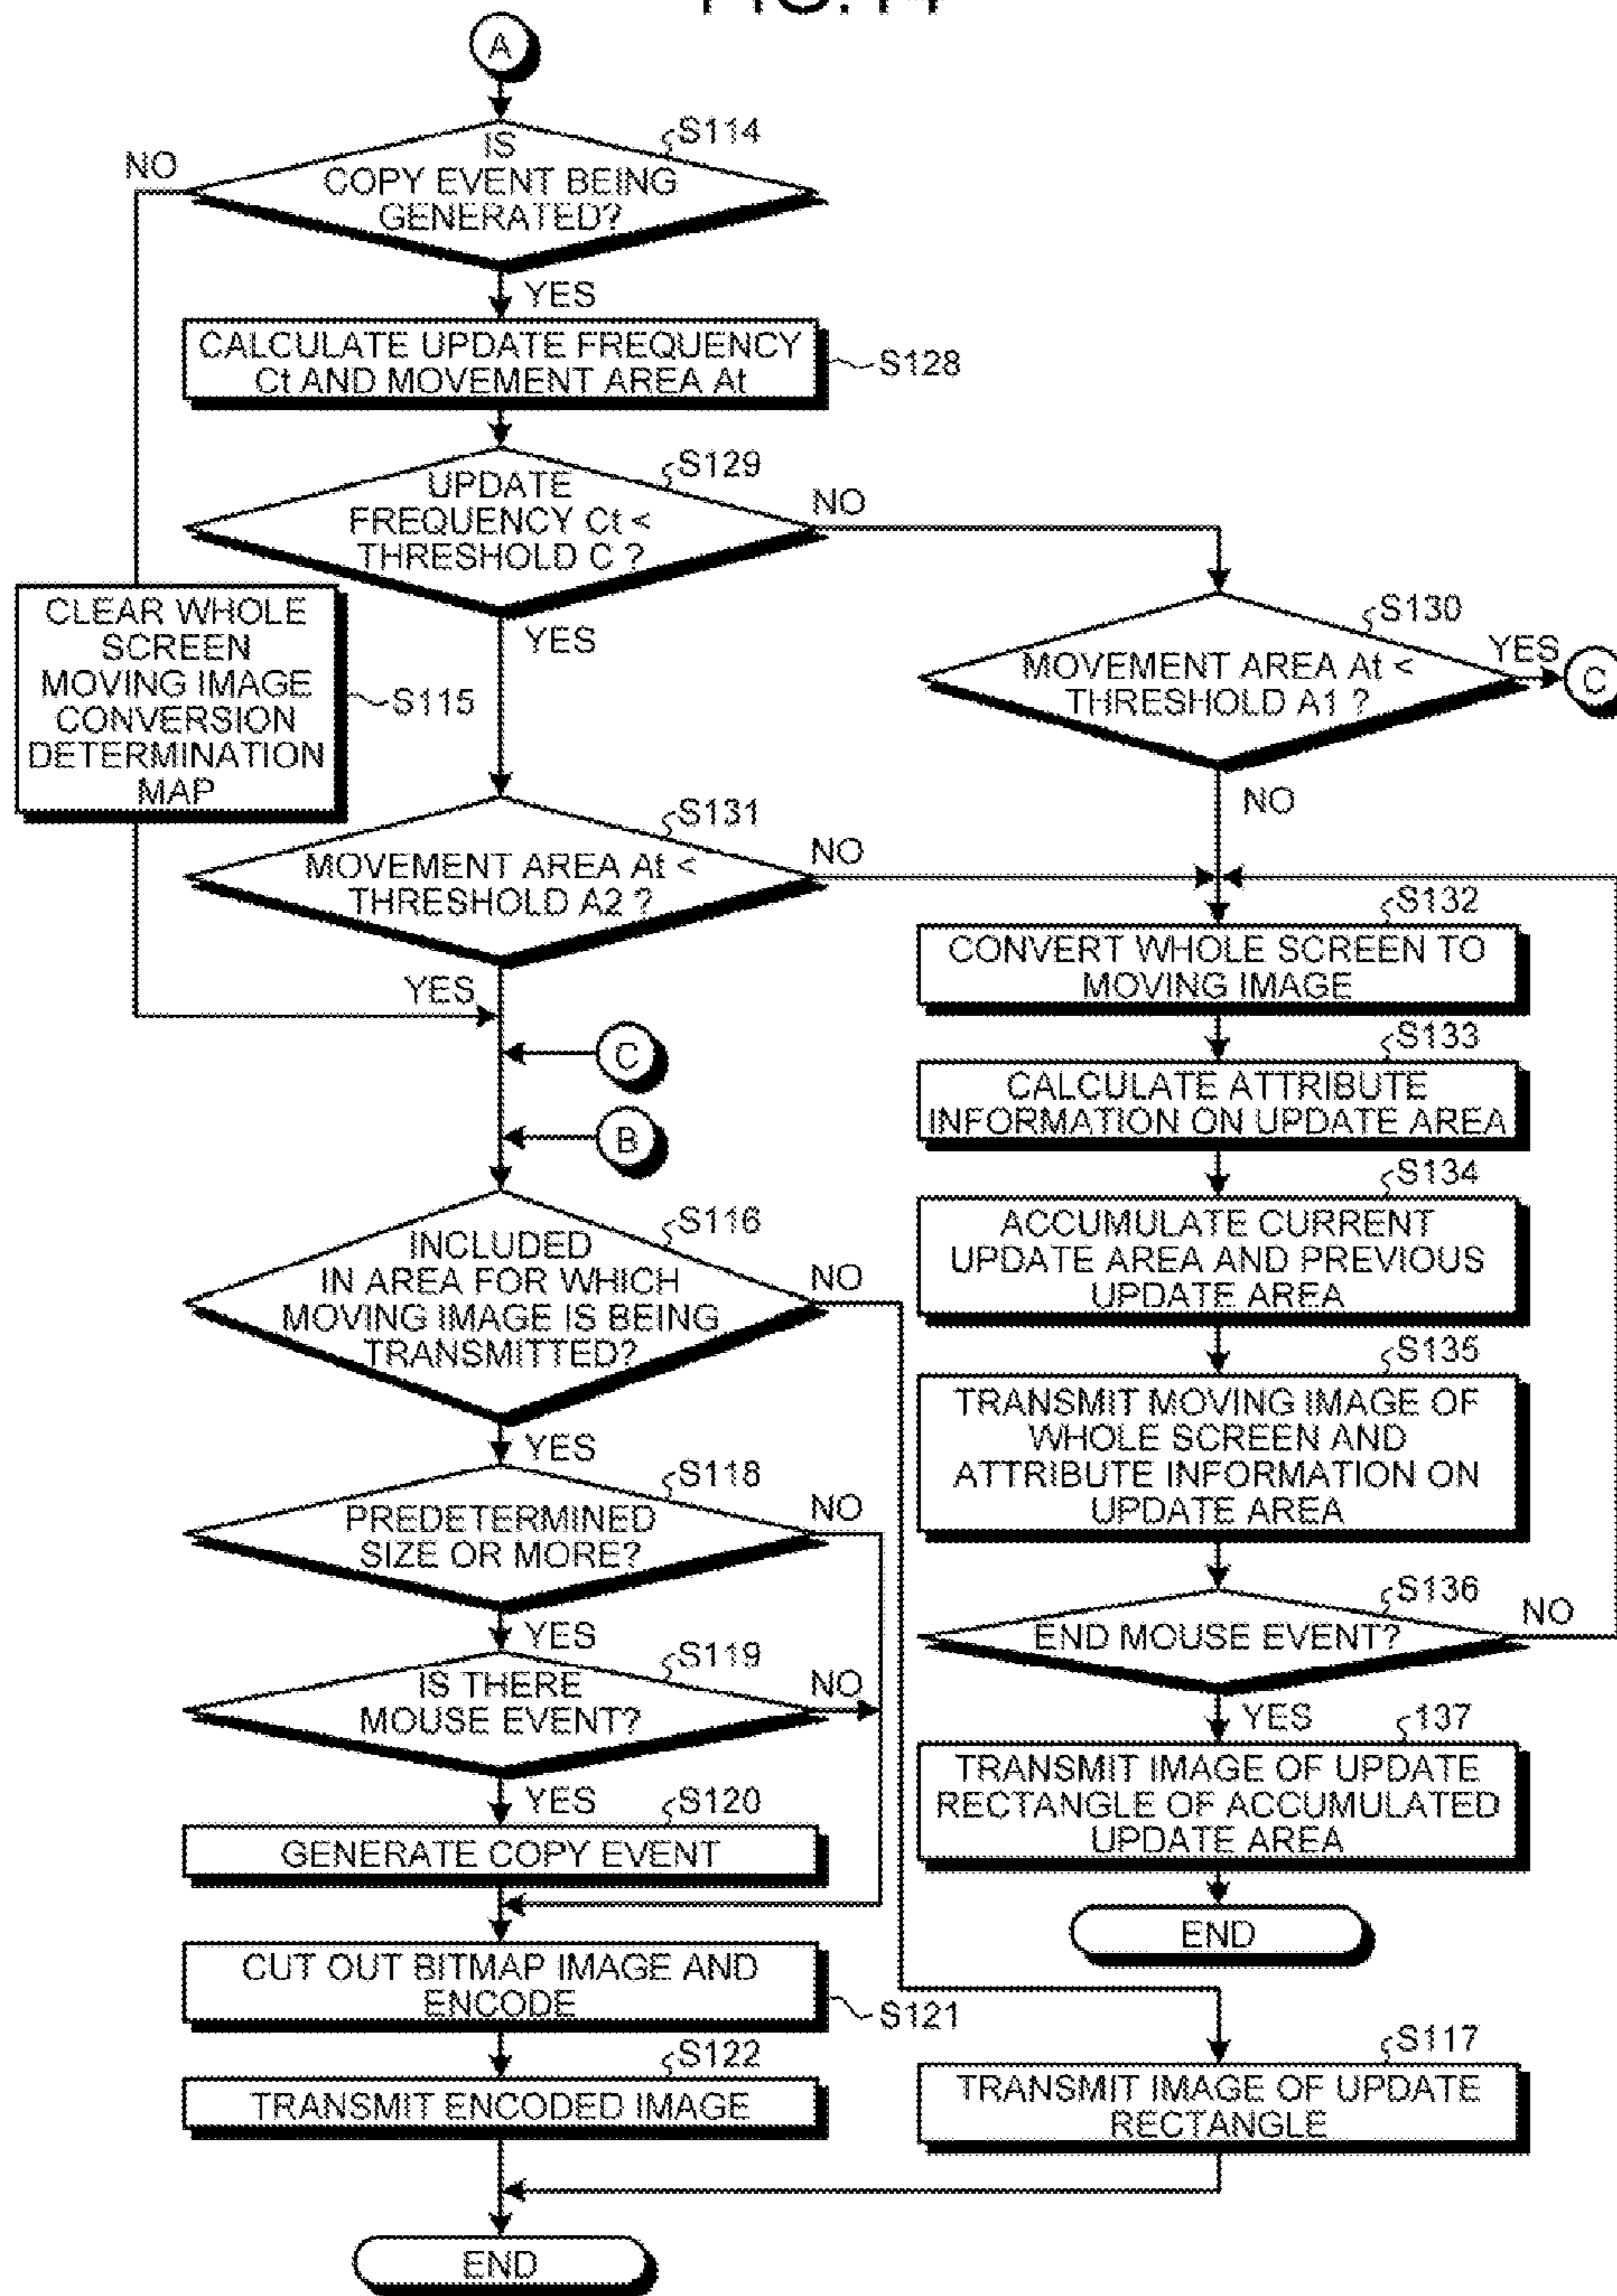 A
S114
IS
COPY EVENT BEING
GENERATED?
NO
YES
CALCULATE UPDATE FREQUENCY
Ct AND MOVEMENT AREA At
S128
S129
UPDATE
FREQUENCY Ct <
THRESHOLD C ?
NO
YES
CLEAR WHOLE
SCREEN
MOVING IMAGE
CONVERSION
DETERMINATION
MAP
S115
S130
MOVEMENT AREA At <
THRESHOLD A1 ?
YES
C
NO
S131
MOVEMENT AREA At <
THRESHOLD A2 ?
NO
YES
C
B
S132
CONVERT WHOLE SCREEN TO
MOVING IMAGE
S133
CALCULATE ATTRIBUTE
INFORMATION ON UPDATE AREA
S134
ACCUMULATE CURRENT
UPDATE AREA AND PREVIOUS
UPDATE AREA
S135
TRANSMIT MOVING IMAGE OF
WHOLE SCREEN AND
ATTRIBUTE INFORMATION ON
UPDATE AREA
S136
END MOUSE EVENT?
NO
YES
137
TRANSMIT IMAGE OF UPDATE
RECTANGLE OF ACCUMULATED
UPDATE AREA
END
S116
INCLUDED
IN AREA FOR WHICH
MOVING IMAGE IS BEING
TRANSMITTED?
NO
YES
S118
PREDETERMINED
SIZE OR MORE?
NO
YES
S119
IS THERE
MOUSE EVENT?
NO
YES
S120
GENERATE COPY EVENT
CUT OUT BITMAP IMAGE AND
ENCODE
S121
S122
TRANSMIT ENCODED IMAGE
S117
TRANSMIT IMAGE OF UPDATE
RECTANGLE
END